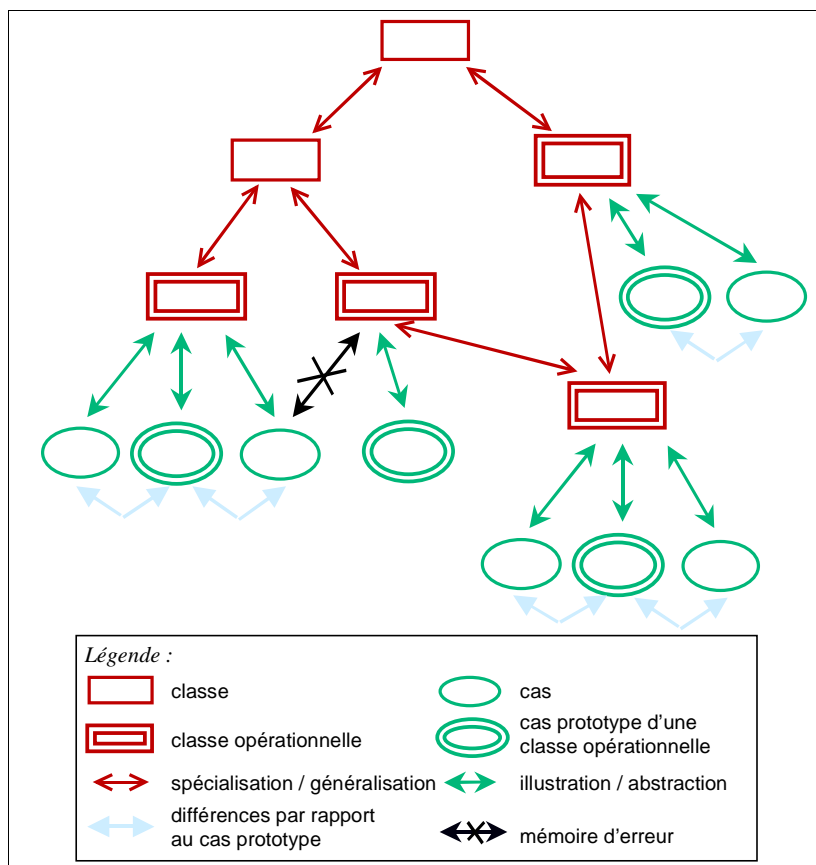 Légende :
classe
cas
classe opérationnelle
cas prototype d'une
classe opérationnelle
spécialisation / généralisation
illustration / abstraction
différences par rapport
au cas prototype
mémoire d'erreur